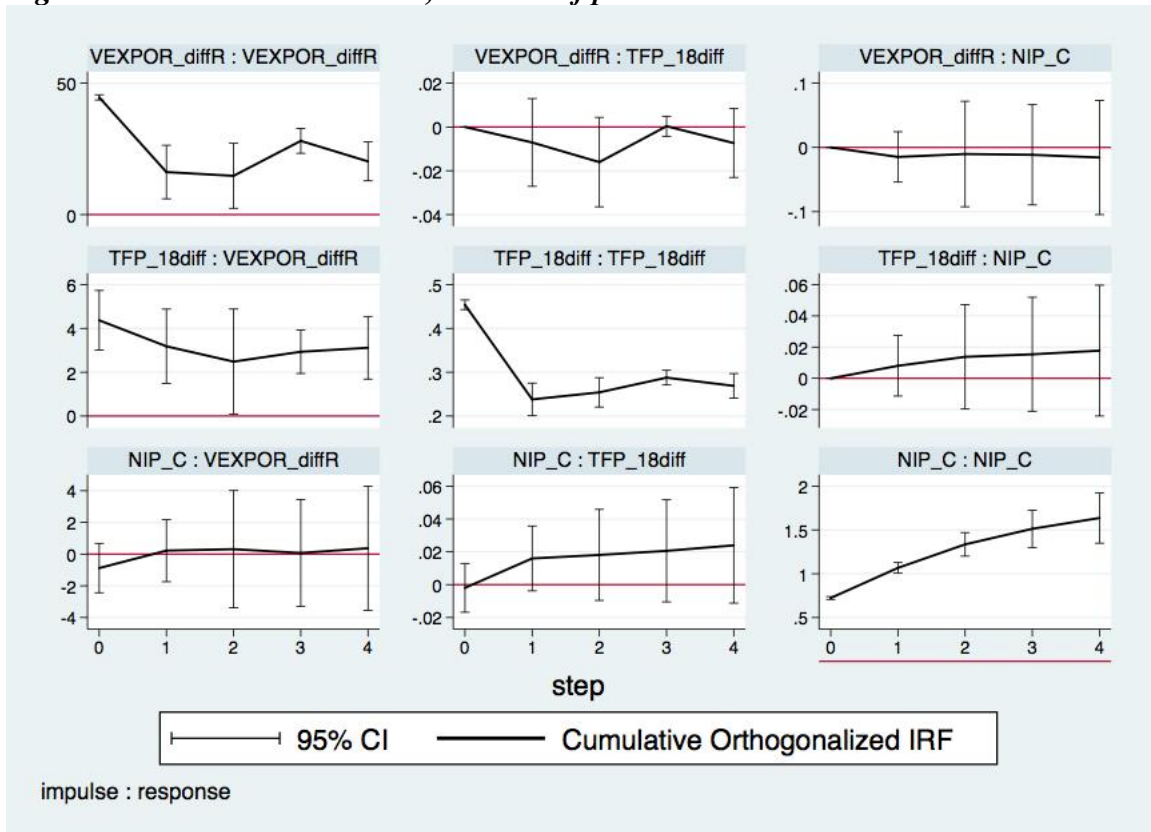 VEXPOR_diffR : VEXPOR_diffR
VEXPOR_diffR : TFP_18diff
VEXPOR_diffR : NIP_C
50
0
.02
0
-.02
-.04
.1
0
-.1
TFP_18diff : VEXPOR_diffR
TFP_18diff : TFP_18diff
TFP_18diff : NIP_C
6
4
2
0
.5
.4
.3
.2
.06
.04
.02
0
-.02
NIP_C : VEXPOR_diffR
NIP_C : TFP_18diff
NIP_C : NIP_C
4
2
0
-2
-4
.06
.04
.02
0
-.02
2
1.5
1
.5
0 1 2 3 4
0 1 2 3 4
0 1 2 3 4
step
95% CI
Cumulative Orthogonalized IRF
impulse : response